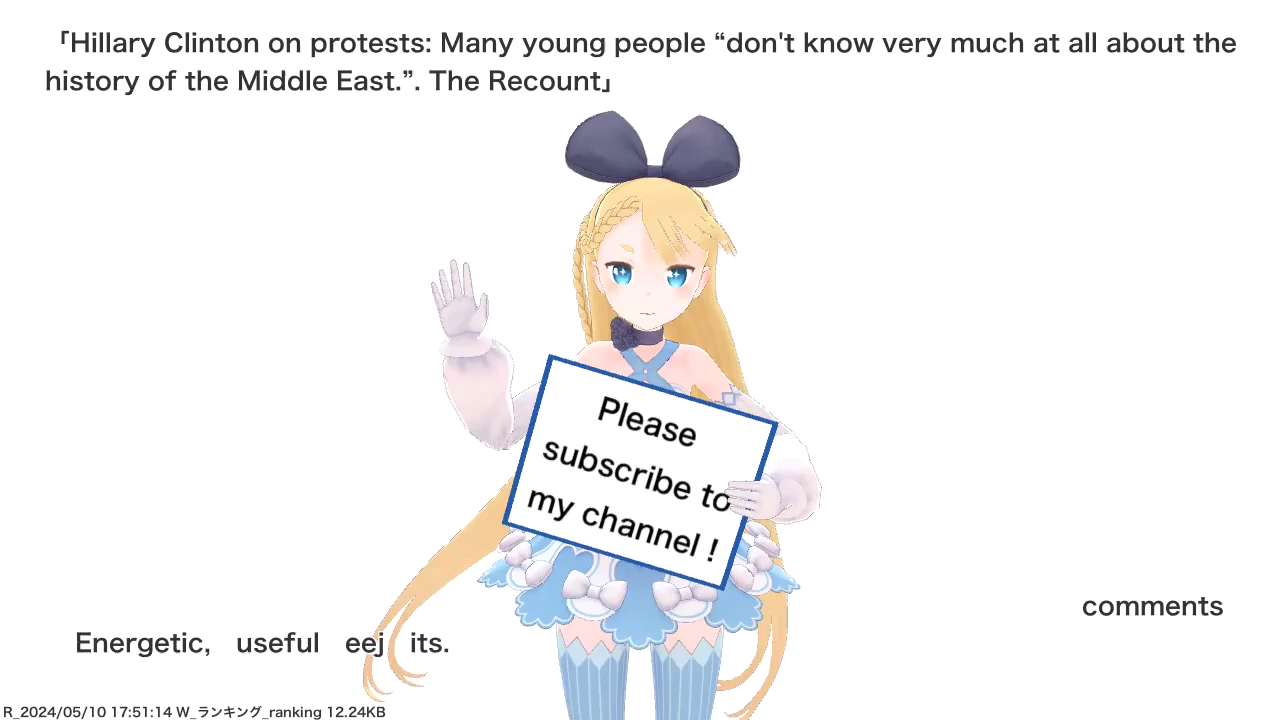 「Hillary Clinton on protests: Many young people “don't know very much at all about the
history of the Middle East.”. The Recount」
Please
subscribe to
my channel !
comments
Energetic, useful eej its.
R_2024/05/10 17:51:14 W_ランキング_ranking 12.24KB